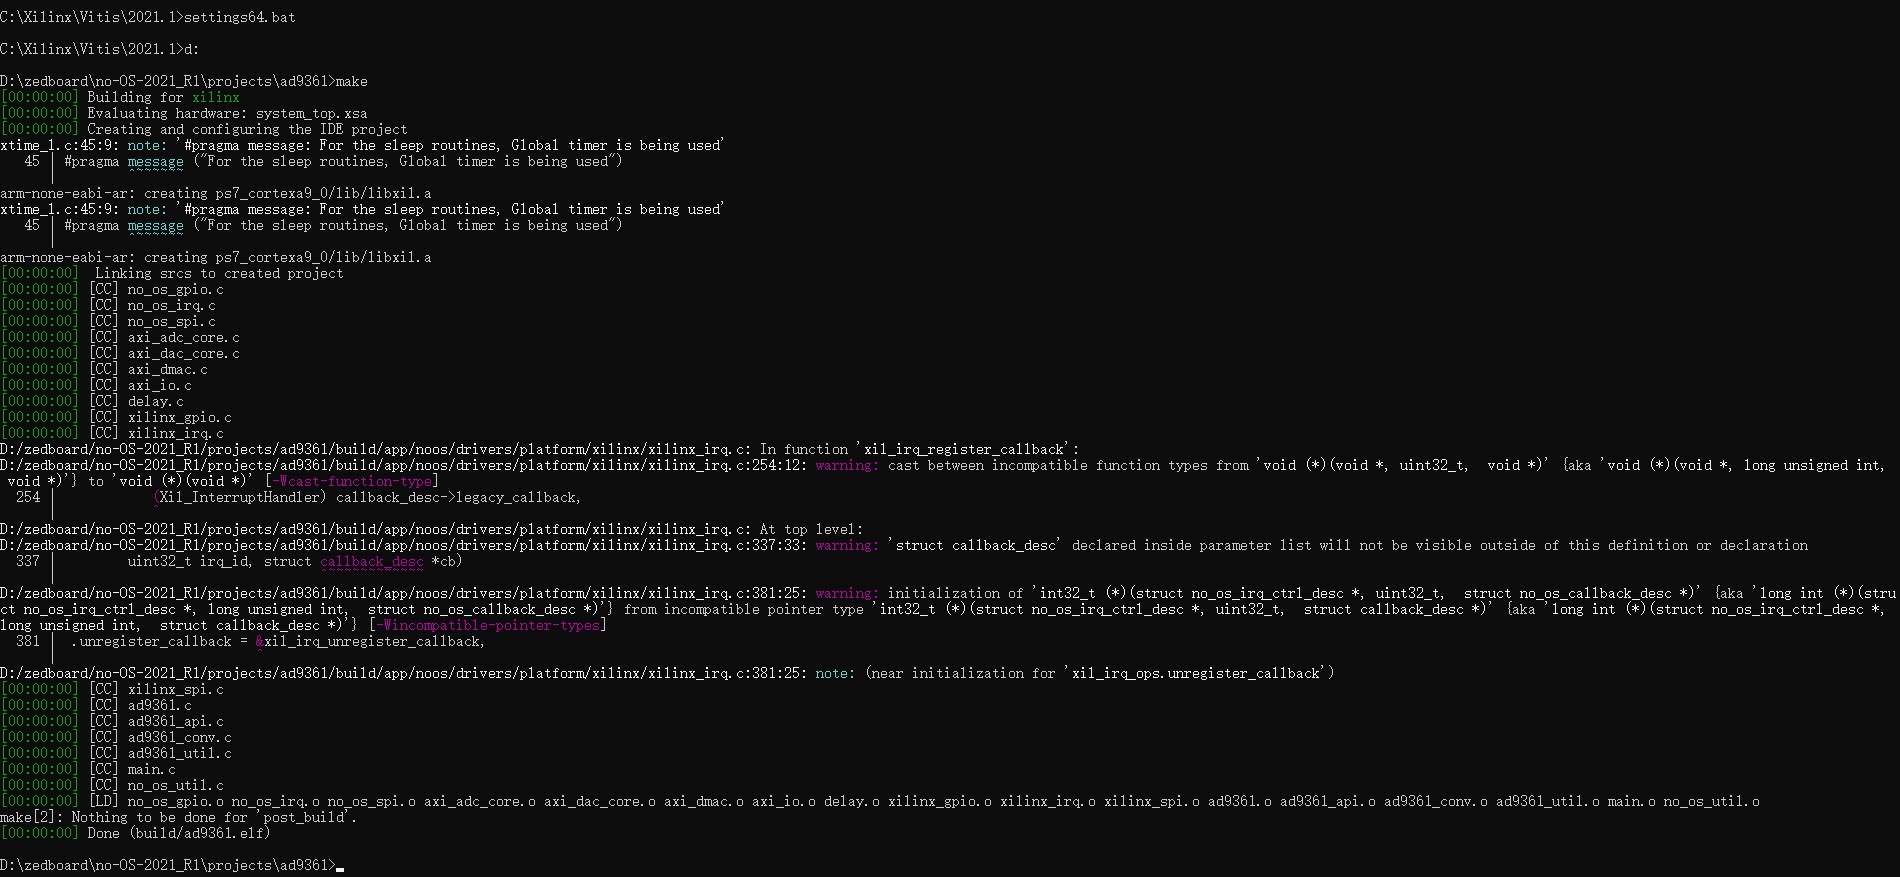 C:\Xilinx\Vitis\2021.1>settings64.bat
C:\Xilinx\Vitis\2021.1>d:
D:\zedboard\no-OS-2021_R1\projects\ad9361>make
[00:00:00] Building for xilinx
[00:00:00] Evaluating hardware: system_top.xsa
[00:00:00] Creating and configuring the IDE project
xtime_l.c:45:9: note: '#pragma message: For the sleep routines, Global timer is being used'
   45 | #pragma message ("For the sleep routines, Global timer is being used")
      |         ^~~~~~~
arm-none-eabi-ar: creating ps7_cortexa9_0/lib/libxil.a
xtime_l.c:45:9: note: '#pragma message: For the sleep routines, Global timer is being used'
   45 | #pragma message ("For the sleep routines, Global timer is being used")
      |         ^~~~~~~
arm-none-eabi-ar: creating ps7_cortexa9_0/lib/libxil.a
[00:00:00]  Linking srcs to created project
[00:00:00] [CC] no_os_gpio.c
[00:00:00] [CC] no_os_irq.c
[00:00:00] [CC] no_os_spi.c
[00:00:00] [CC] axi_adc_core.c
[00:00:00] [CC] axi_dac_core.c
[00:00:00] [CC] axi_dmac.c
[00:00:00] [CC] axi_io.c
[00:00:00] [CC] delay.c
[00:00:00] [CC] xilinx_gpio.c
[00:00:00] [CC] xilinx_irq.c
D:/zedboard/no-OS-2021_R1/projects/ad9361/build/app/noos/drivers/platform/xilinx/xilinx_irq.c: In function 'xil_irq_register_callback':
D:/zedboard/no-OS-2021_R1/projects/ad9361/build/app/noos/drivers/platform/xilinx/xilinx_irq.c:254:12: warning: cast between incompatible function types from 'void (*)(void *, uint32_t,  void *)' {aka 'void (*)(void *, long unsigned int,
 void *)'} to 'void (*)(void *)' [-Wcast-function-type]
  254 |            (Xil_InterruptHandler) callback_desc->legacy_callback,
      |            ^
D:/zedboard/no-OS-2021_R1/projects/ad9361/build/app/noos/drivers/platform/xilinx/xilinx_irq.c: At top level:
D:/zedboard/no-OS-2021_R1/projects/ad9361/build/app/noos/drivers/platform/xilinx/xilinx_irq.c:337:33: warning: 'struct callback_desc' declared inside parameter list will not be visible outside of this definition or declaration
  337 |         uint32_t irq_id, struct callback_desc *cb)
      |                                 ^~~~~~~~~~~~~
D:/zedboard/no-OS-2021_R1/projects/ad9361/build/app/noos/drivers/platform/xilinx/xilinx_irq.c:381:25: warning: initialization of 'int32_t (*)(struct no_os_irq_ctrl_desc *, uint32_t,  struct no_os_callback_desc *)' {aka 'long int (*)(stru
ct no_os_irq_ctrl_desc *, long unsigned int,  struct no_os_callback_desc *)'} from incompatible pointer type 'int32_t (*)(struct no_os_irq_ctrl_desc *, uint32_t,  struct callback_desc *)' {aka 'long int (*)(struct no_os_irq_ctrl_desc *,
long unsigned int,  struct callback_desc *)'} [-Wincompatible-pointer-types]
  381 |  .unregister_callback = &xil_irq_unregister_callback,
      |                         ^
D:/zedboard/no-OS-2021_R1/projects/ad9361/build/app/noos/drivers/platform/xilinx/xilinx_irq.c:381:25: note: (near initialization for 'xil_irq_ops.unregister_callback')
[00:00:00] [CC] xilinx_spi.c
[00:00:00] [CC] ad9361.c
[00:00:00] [CC] ad9361_api.c
[00:00:00] [CC] ad9361_conv.c
[00:00:00] [CC] ad9361_util.c
[00:00:00] [CC] main.c
[00:00:00] [CC] no_os_util.c
[00:00:00] [LD] no_os_gpio.o no_os_irq.o no_os_spi.o axi_adc_core.o axi_dac_core.o axi_dmac.o axi_io.o delay.o xilinx_gpio.o xilinx_irq.o xilinx_spi.o ad9361.o ad9361_api.o ad9361_conv.o ad9361_util.o main.o no_os_util.o
make[2]: Nothing to be done for 'post_build'.
[00:00:00] Done (build/ad9361.elf)
D:\zedboard\no-OS-2021_R1\projects\ad9361>